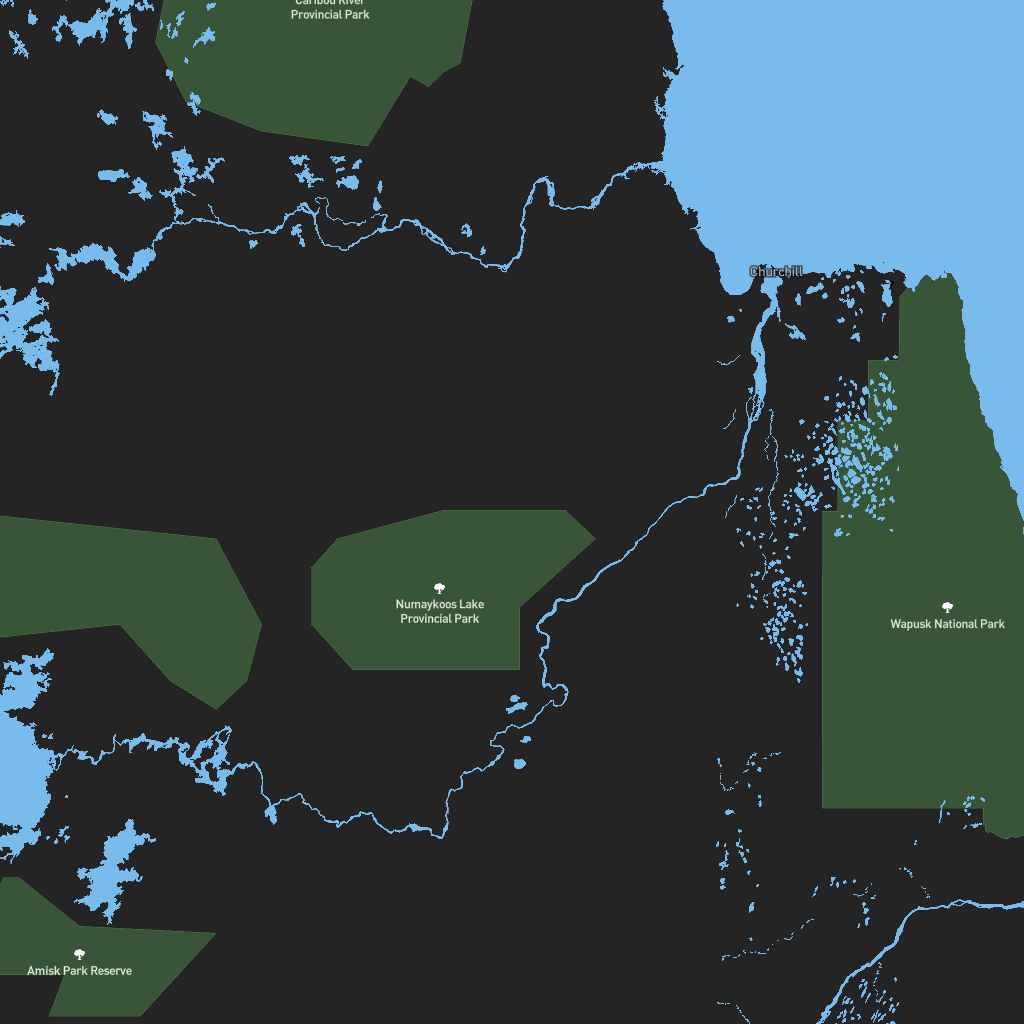 Caribou River
Provincial Park
Churchill
Numaykoos Lake
Provincial Park
Wapusk National Park
Amisk Park Reserve